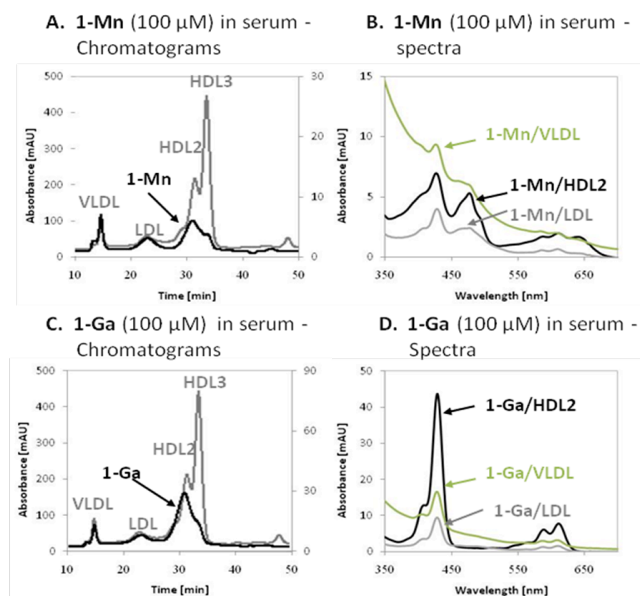 A. 1-Mn (100 µM) in serum -
Chromatograms
500
400
300
200
100
0
Absorbance [mAU]
30
20
10
0
10 20 30 40 50
Time [min]
VLDL
LDL
HDL2
HDL3
1-Mn
B. 1-Mn (100 µM) in serum -
spectra
15
10
5
0
Absorbance [mAU]
350 450 550 650
Wavelength [nm]
1-Mn/VLDL
1-Mn/HDL2
1-Mn/LDL
C. 1-Ga (100 µM) in serum -
Chromatograms
500
400
300
200
100
0
Absorbance [mAU]
90
60
30
0
10 20 30 40 50
Time [min]
VLDL
LDL
HDL2
HDL3
1-Ga
D. 1-Ga (100 µM) in serum -
Spectra
50
40
30
20
10
0
Absorbance [mAU]
350 450 550 650
Wavelength [nm]
1-Ga/HDL2
1-Ga/VLDL
1-Ga/LDL